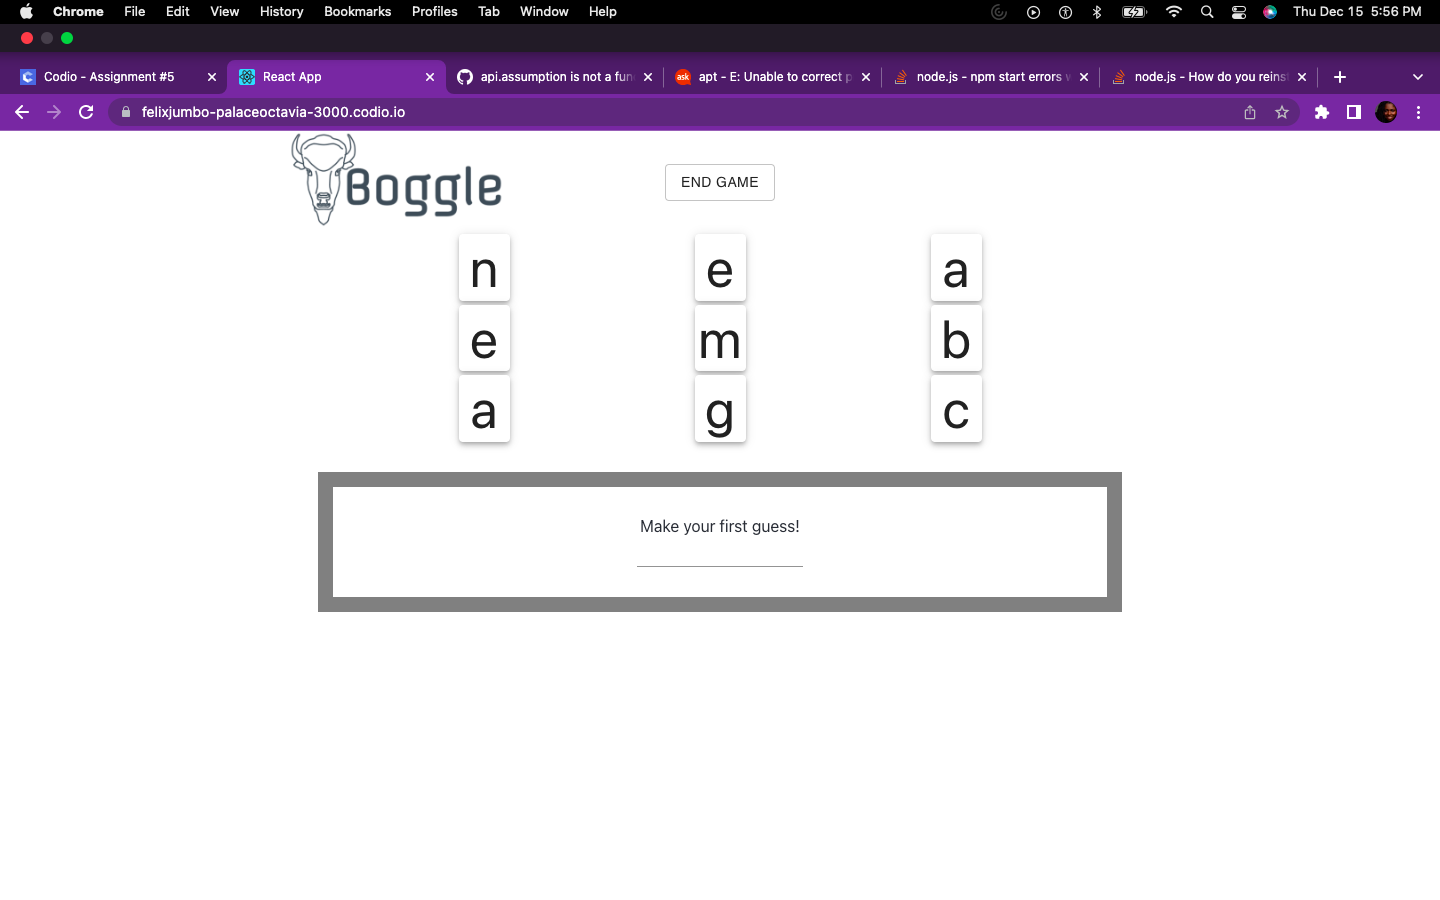 Chrome File Edit View History Bookmarks Profiles Tab Window Help Thu Dec 15 5:56 PM
Codio - Assignment #5 React App api.assumption is not a fun apt - E: Unable to correct p node.js - npm start errors w node.js - How do you reins
felixjumbo-palaceoctavia-3000.codio.io
Boggle END GAME
n e a
e m b
a g c
Make your first guess!